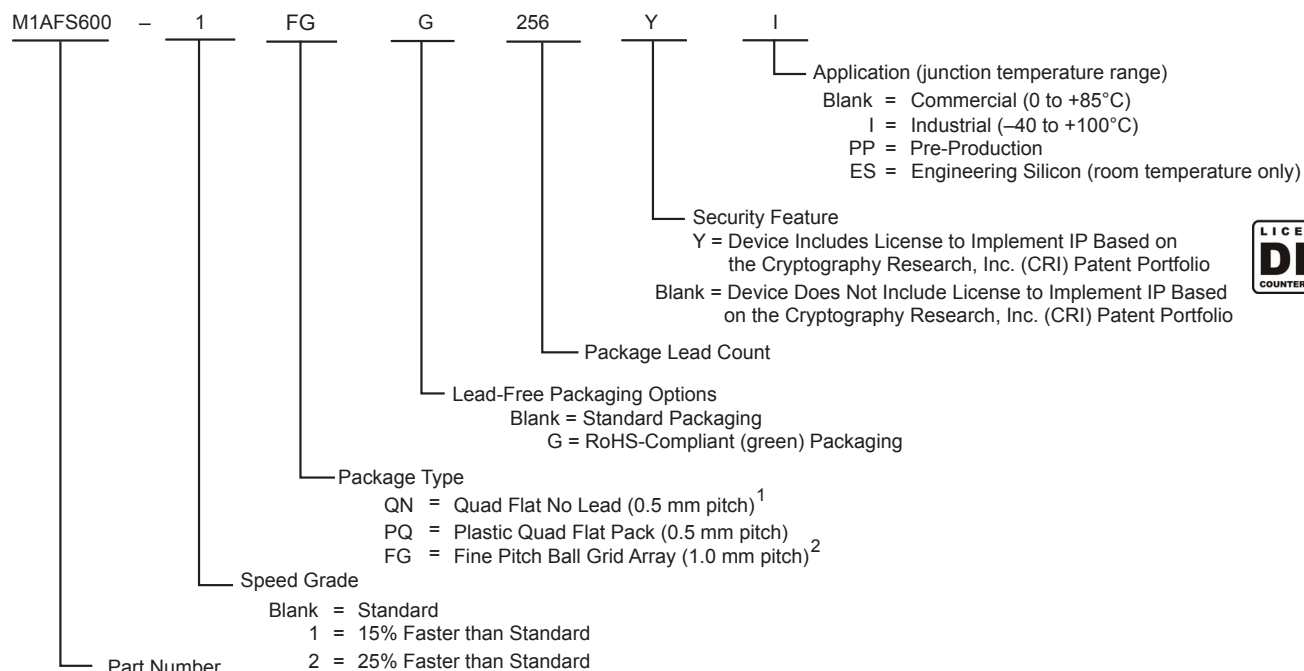 M1AFS600 – 1 FG G 256 Y I
Application (junction temperature range)
Blank = Commercial (0 to +85°C)
I = Industrial (–40 to +100°C)
PP = Pre-Production
ES = Engineering Silicon (room temperature only)
Security Feature
Y = Device Includes License to Implement IP Based on
the Cryptography Research, Inc. (CRI) Patent Portfolio
Blank = Device Does Not Include License to Implement IP Based
on the Cryptography Research, Inc. (CRI) Patent Portfolio
Package Lead Count
Lead-Free Packaging Options
Blank = Standard Packaging
G = RoHS-Compliant (green) Packaging
Package Type
QN = Quad Flat No Lead (0.5 mm pitch)1
PQ = Plastic Quad Flat Pack (0.5 mm pitch)
FG = Fine Pitch Ball Grid Array (1.0 mm pitch)2
Speed Grade
Blank = Standard
1 = 15% Faster than Standard
2 = 25% Faster than Standard
Part Number